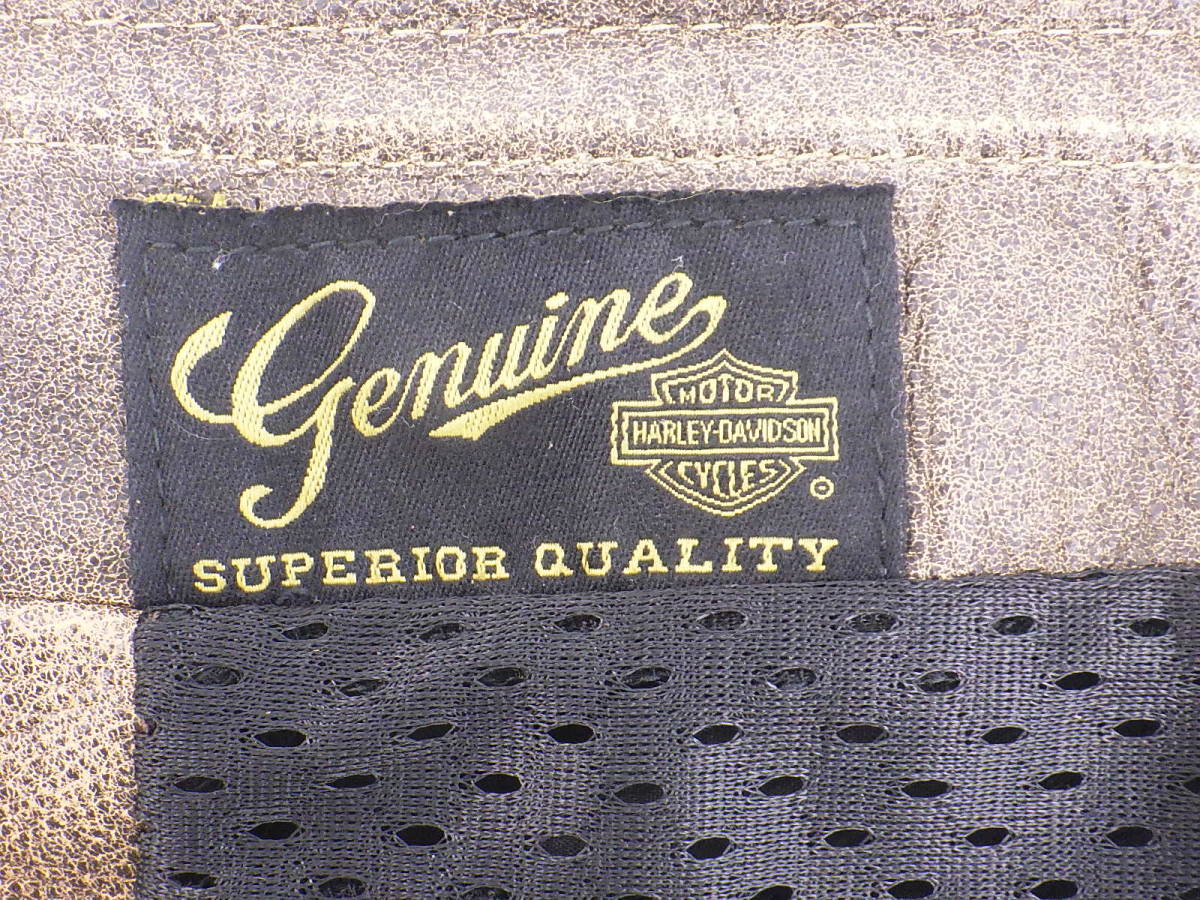 Genuine
MOTOR
HARLEY-DAVIDSON
CYCLES
SUPERIOR QUALITY